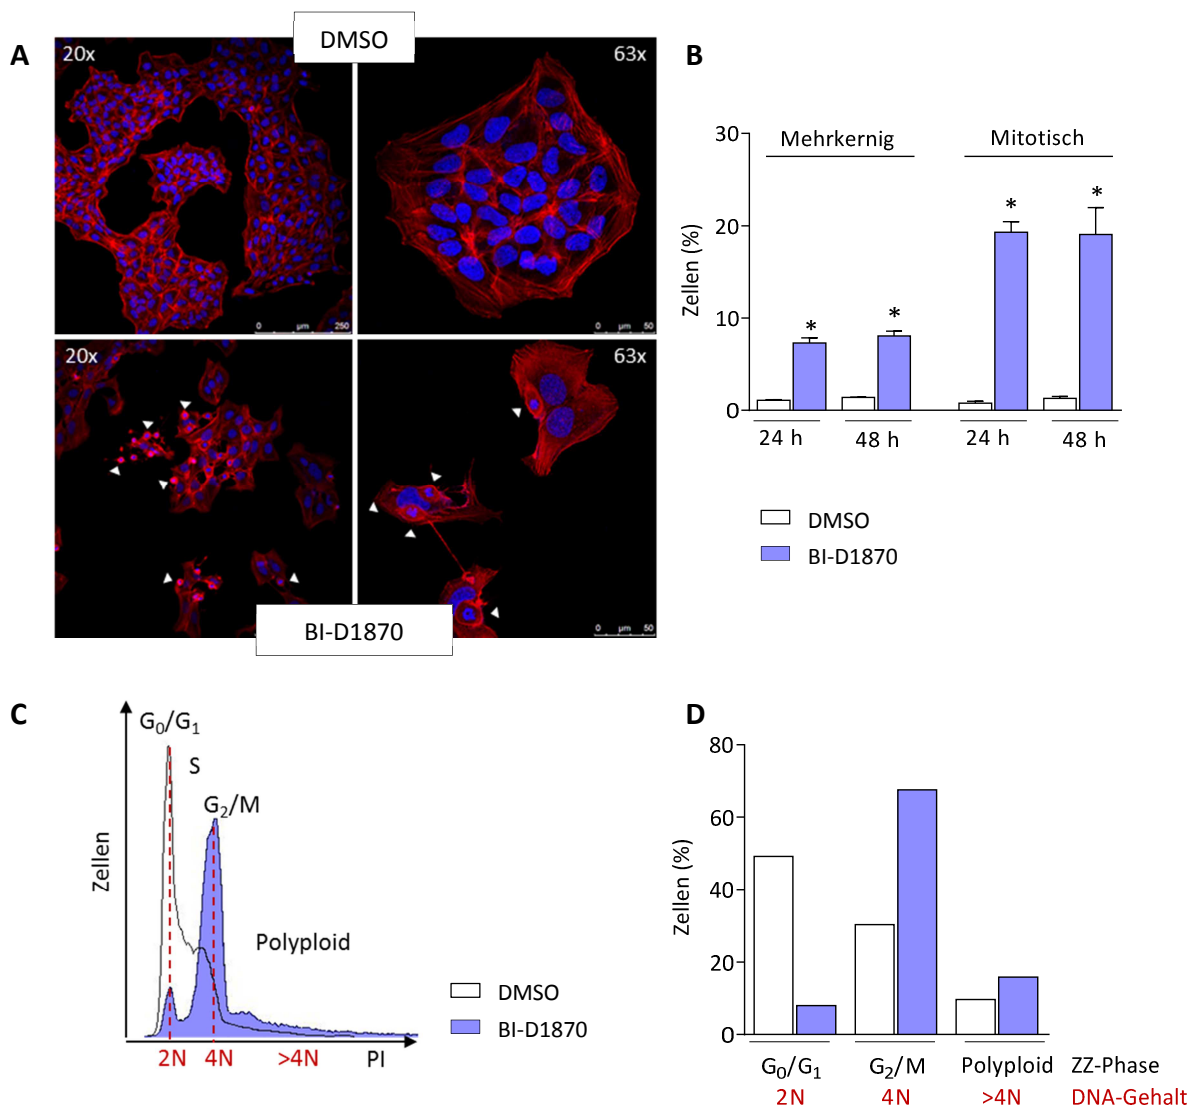 A
DMSO
20x
63x
0 µm 250
0 µm 50
20x
63x
0 µm 50
BI-D1870
B
Zellen (%)
30
20
10
0
Mehrkernig
Mitotisch
*
*
*
*
24 h
48 h
24 h
48 h
DMSO
BI-D1870
C
Zellen
G0/G1
S
G2/M
Polyploid
2N
4N
>4N
PI
DMSO
BI-D1870
D
Zellen (%)
80
60
40
20
0
G0/G1
G2/M
Polyploid
ZZ-Phase
2N
4N
>4N
DNA-Gehalt